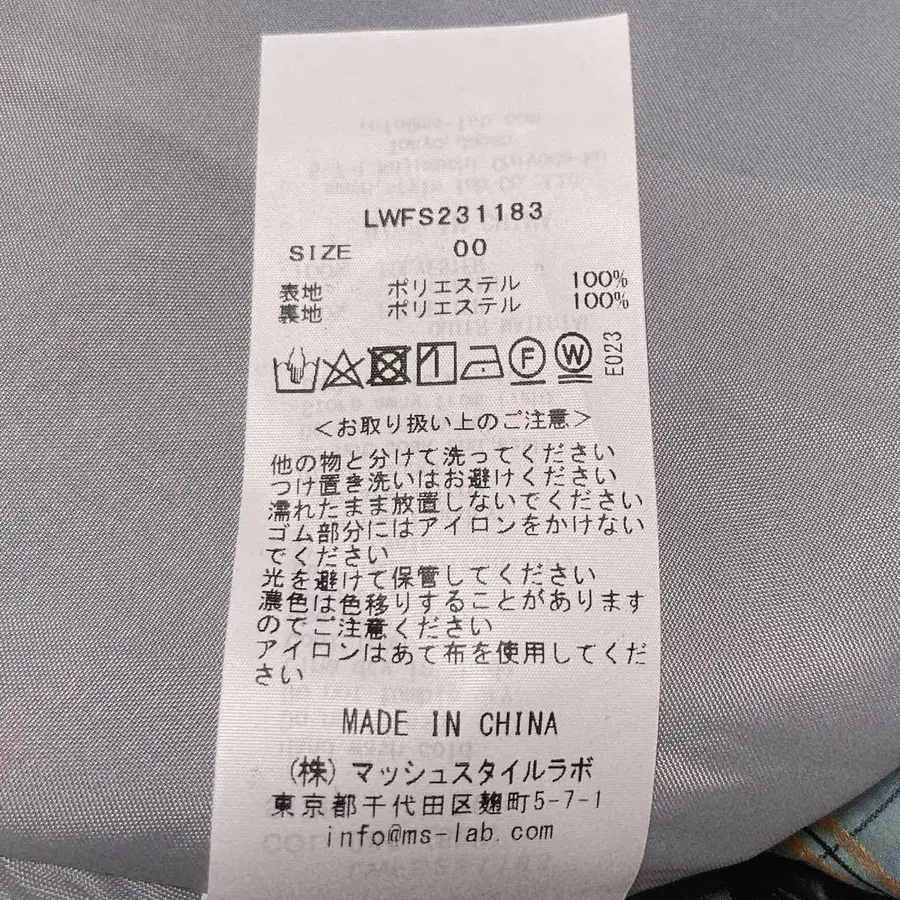 LWFS231183
SIZE 00
表地 ポリエステル 100%
裏地 ポリエステル 100%
F W E023
<お取り扱い上のご注意>
他の物と分けて洗ってください
つけ置き洗いはお避けください
濡れたまま放置しないでください
ゴム部分にはアイロンをかけない
でください
光を避けて保管してください
濃色は色移りすることがあります
のでご注意ください
アイロンはあて布を使用してくだ
さい
MADE IN CHINA
(株)マッシュスタイルラボ
東京都千代田区麹町5-7-1
info@ms-lab.com